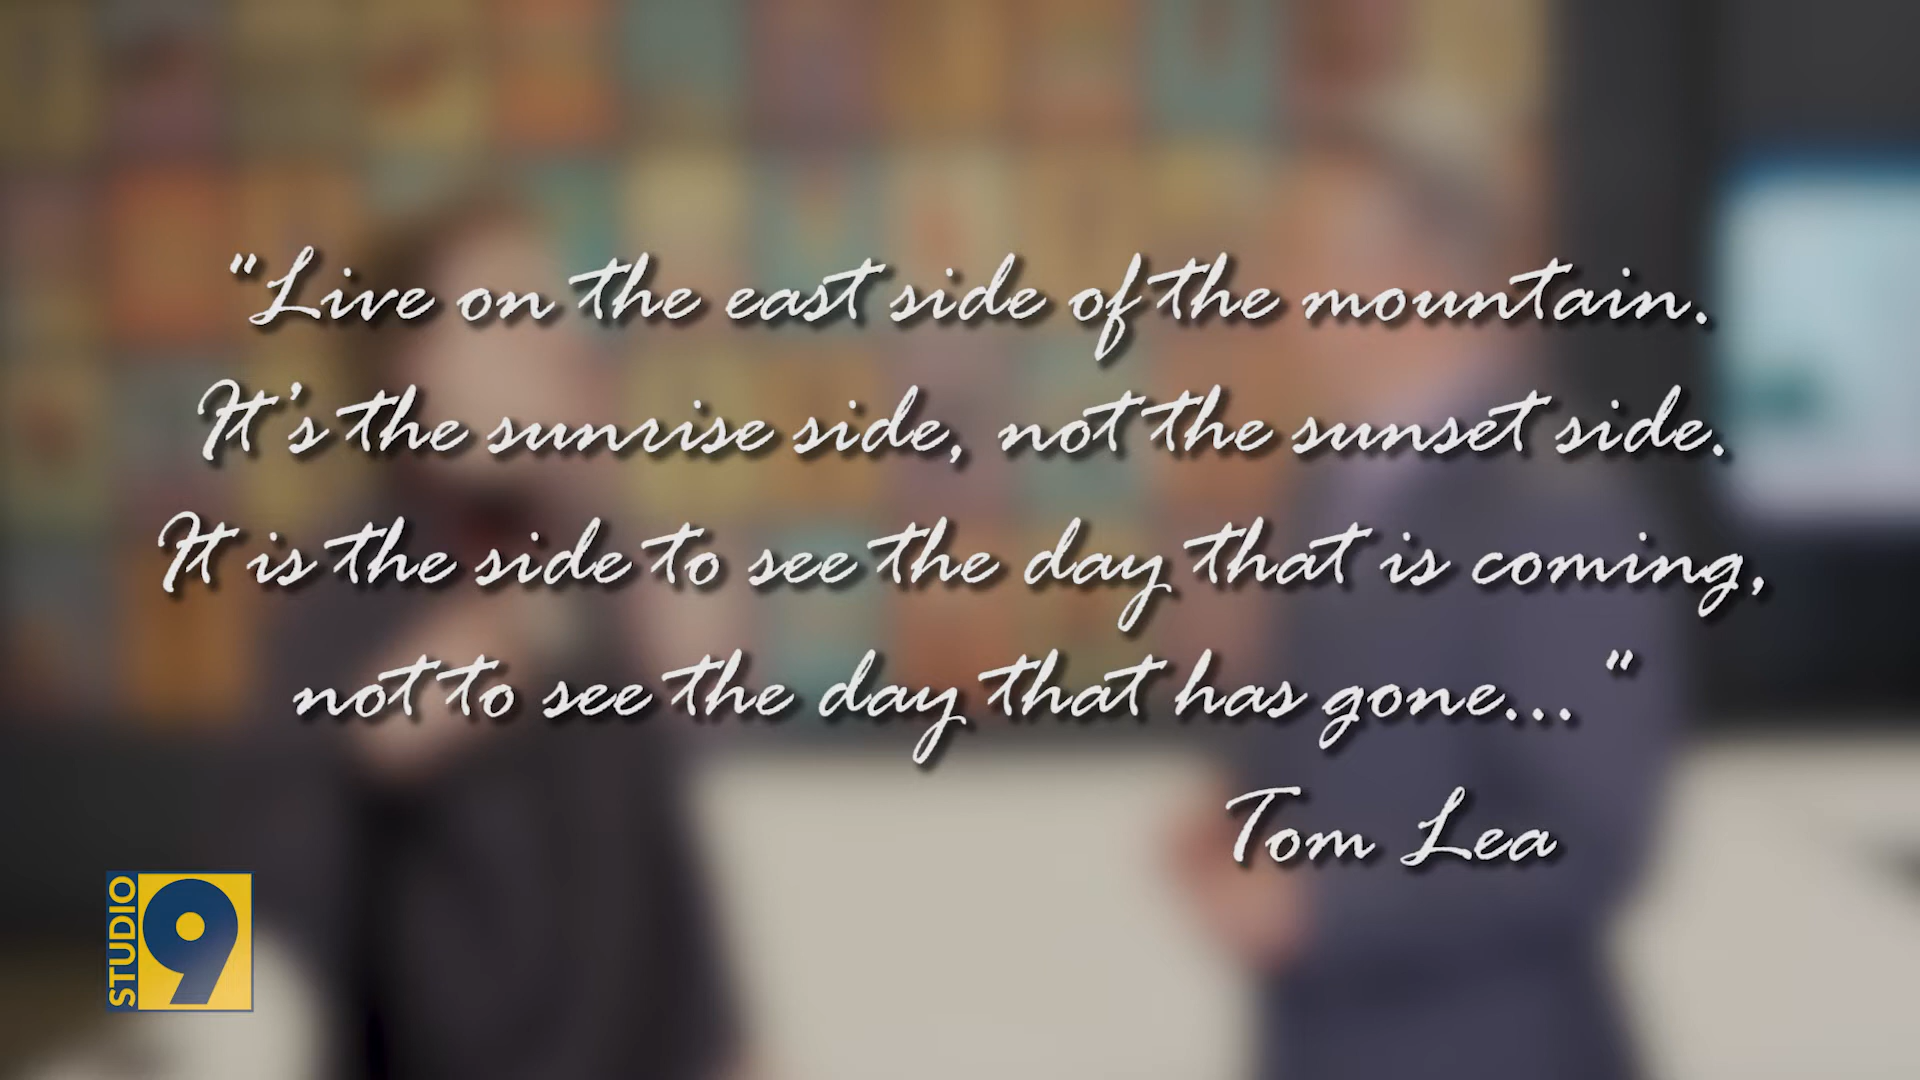 “Live on the east side of the mountain.
It’s the sunrise side, not the sunset side.
It is the side to see the day that is coming,
not to see the day that has gone...“
Tom Lea
STUDIO 9